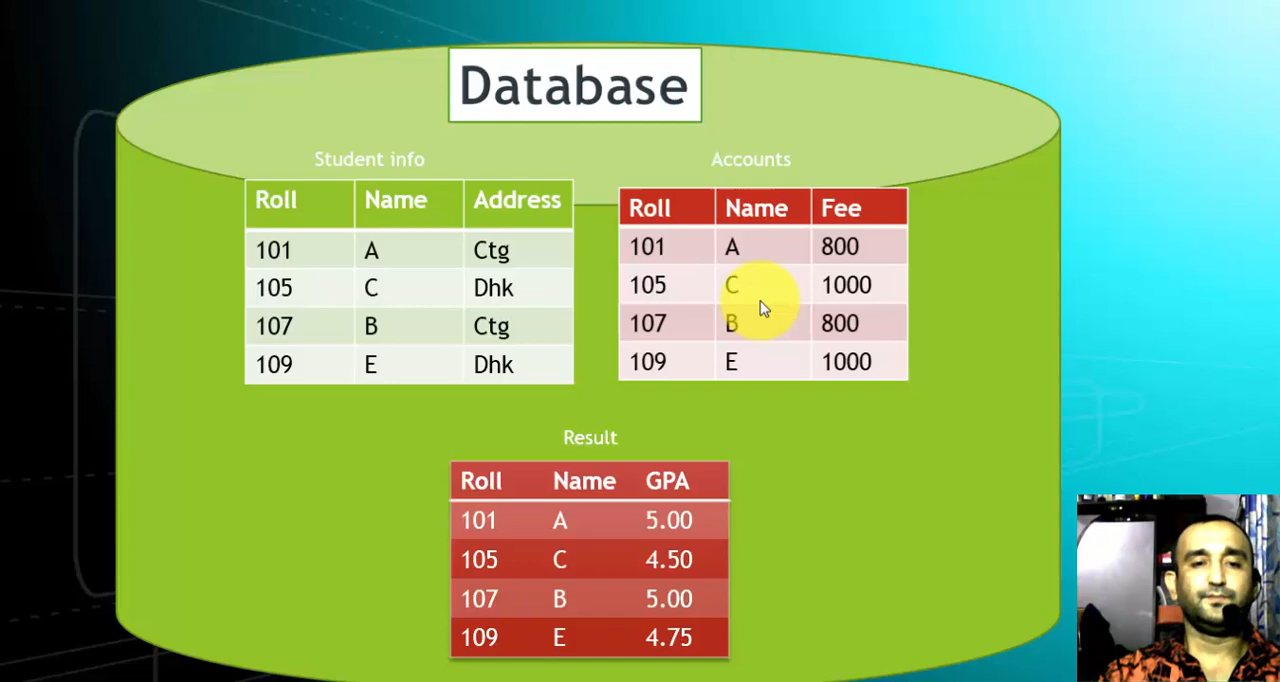 Database
Student info
Roll Name Address
101 A Ctg
105 C Dhk
107 B Ctg
109 E Dhk
Accounts
Roll Name Fee
101 A 800
105 C 1000
107 B 800
109 E 1000
Result
Roll Name GPA
101 A 5.00
105 C 4.50
107 B 5.00
109 E 4.75